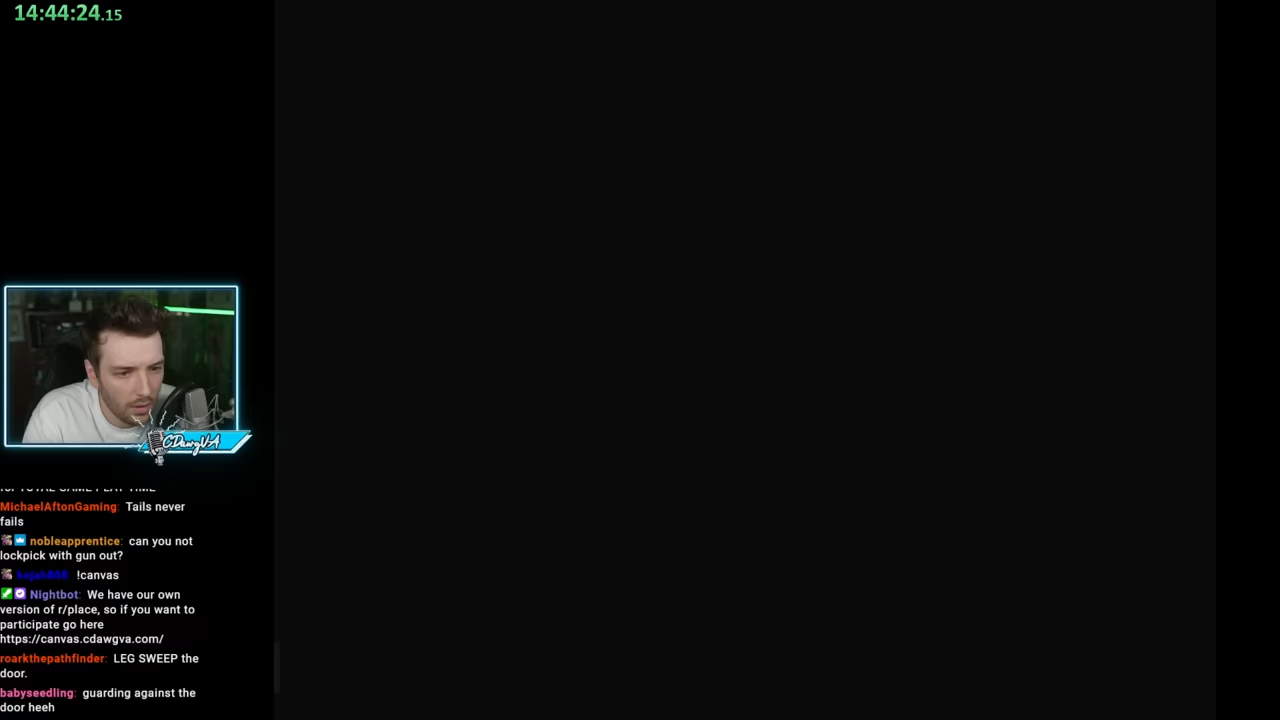 14:44:24.15
CDawgVA
MichaelAftonGaming: Tails never
fails
nobleapprentice: can you not
lockpick with gun out?
!canvas
Nightbot: We have our own
version of r/place, so if you want to
participate go here
https://canvas.cdawgva.com/
roarkthepathfinder: LEG SWEEP the
door.
babyseedling: guarding against the
door heeh